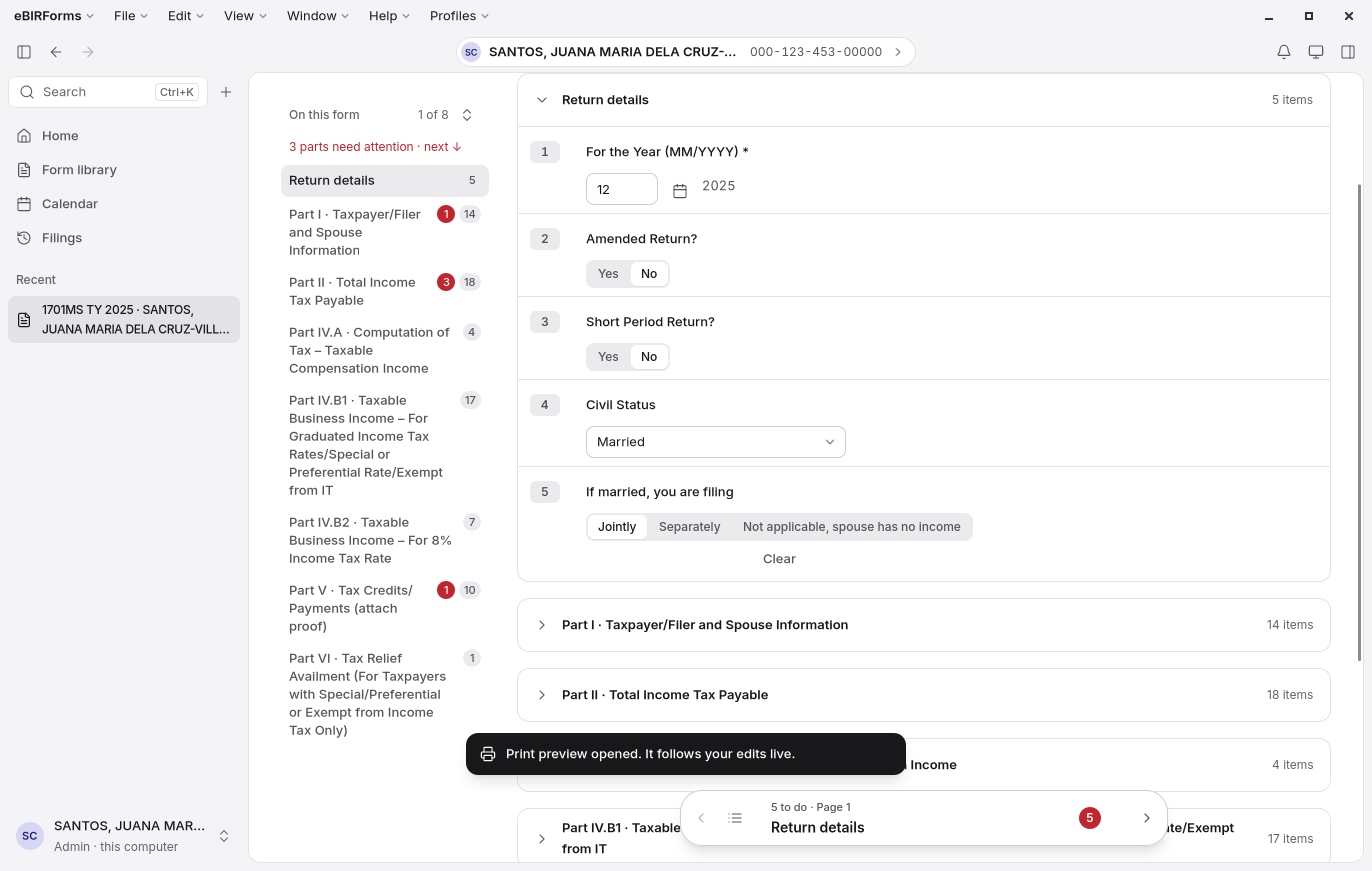 eBIRForms File Edit View Window Help Profiles
SC SANTOS, JUANA MARIA DELA CRUZ-... 000-123-453-00000
Search Ctrl+K
Home
Form library
Calendar
Filings
Recent
1701MS TY 2025 · SANTOS,
JUANA MARIA DELA CRUZ-VILL...
SC SANTOS, JUANA MAR...
Admin · this computer
On this form 1 of 8
3 parts need attention · next ↓
Return details 5
Part I · Taxpayer/Filer 1 14
and Spouse
Information
Part II · Total Income 3 18
Tax Payable
Part IV.A · Computation of 4
Tax – Taxable
Compensation Income
Part IV.B1 · Taxable 17
Business Income – For
Graduated Income Tax
Rates/Special or
Preferential Rate/Exempt
from IT
Part IV.B2 · Taxable 7
Business Income – For 8%
Income Tax Rate
Part V · Tax Credits/ 1 10
Payments (attach
proof)
Part VI · Tax Relief 1
Availment (For Taxpayers
with Special/Preferential
or Exempt from Income
Tax Only)
Return details 5 items
1 For the Year (MM/YYYY) *
12 2025
2 Amended Return?
Yes No
3 Short Period Return?
Yes No
4 Civil Status
Married
5 If married, you are filing
Jointly Separately Not applicable, spouse has no income
Clear
Part I · Taxpayer/Filer and Spouse Information 14 items
Part II · Total Income Tax Payable 18 items
Print preview opened. It follows your edits live.
Income 4 items
Part IV.B1 · Taxable te/Exempt 17 items
from IT
5 to do · Page 1
Return details 5